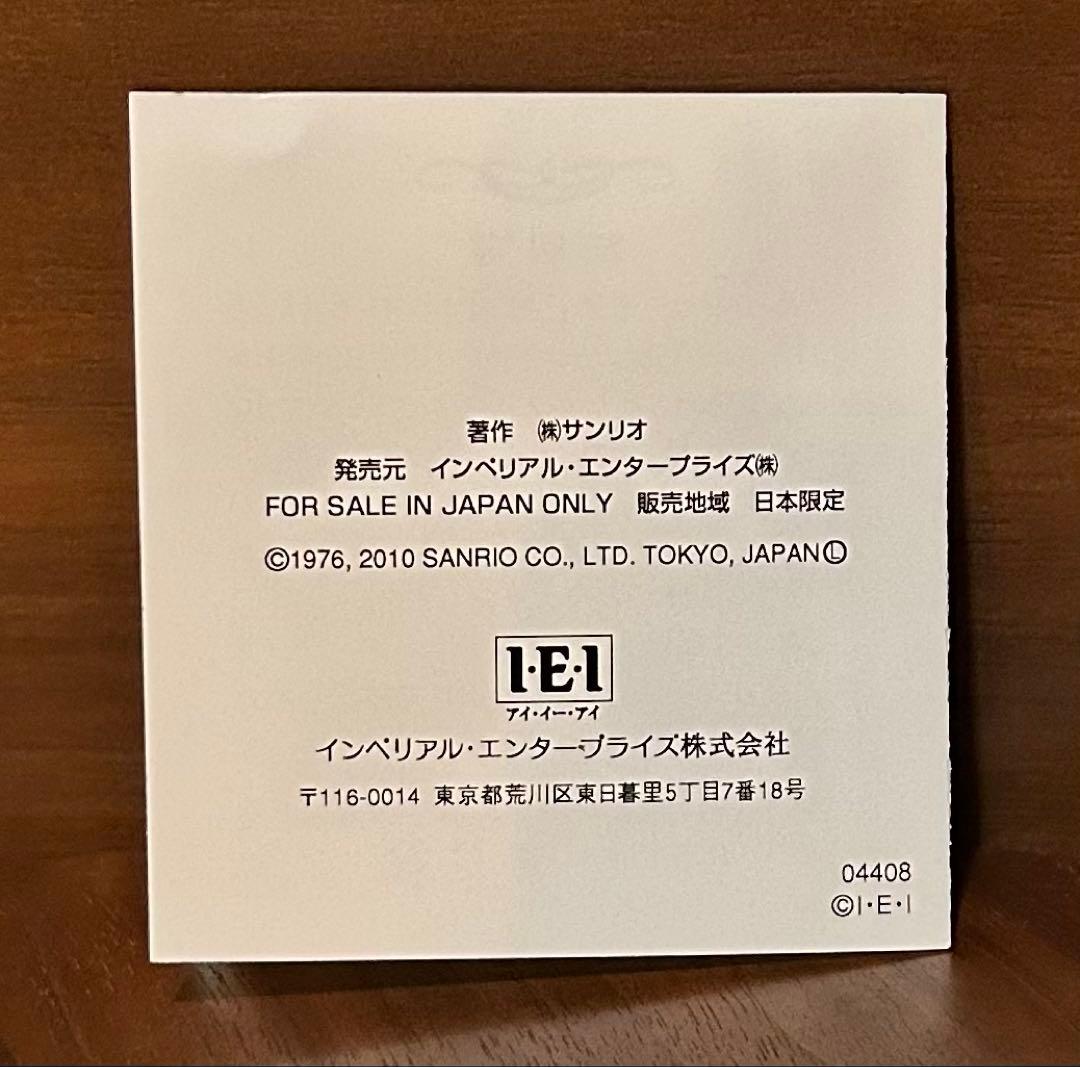 著作　㈱サンリオ
発売元　インペリアル・エンタープライズ㈱
FOR SALE IN JAPAN ONLY　販売地域　日本限定
©1976, 2010 SANRIO CO., LTD. TOKYO, JAPANⓁ
I·E·I
アイ・イー・アイ
インペリアル・エンタープライズ株式会社
〒116-0014 東京都荒川区東日暮里5丁目7番18号
04408
©I·E·I